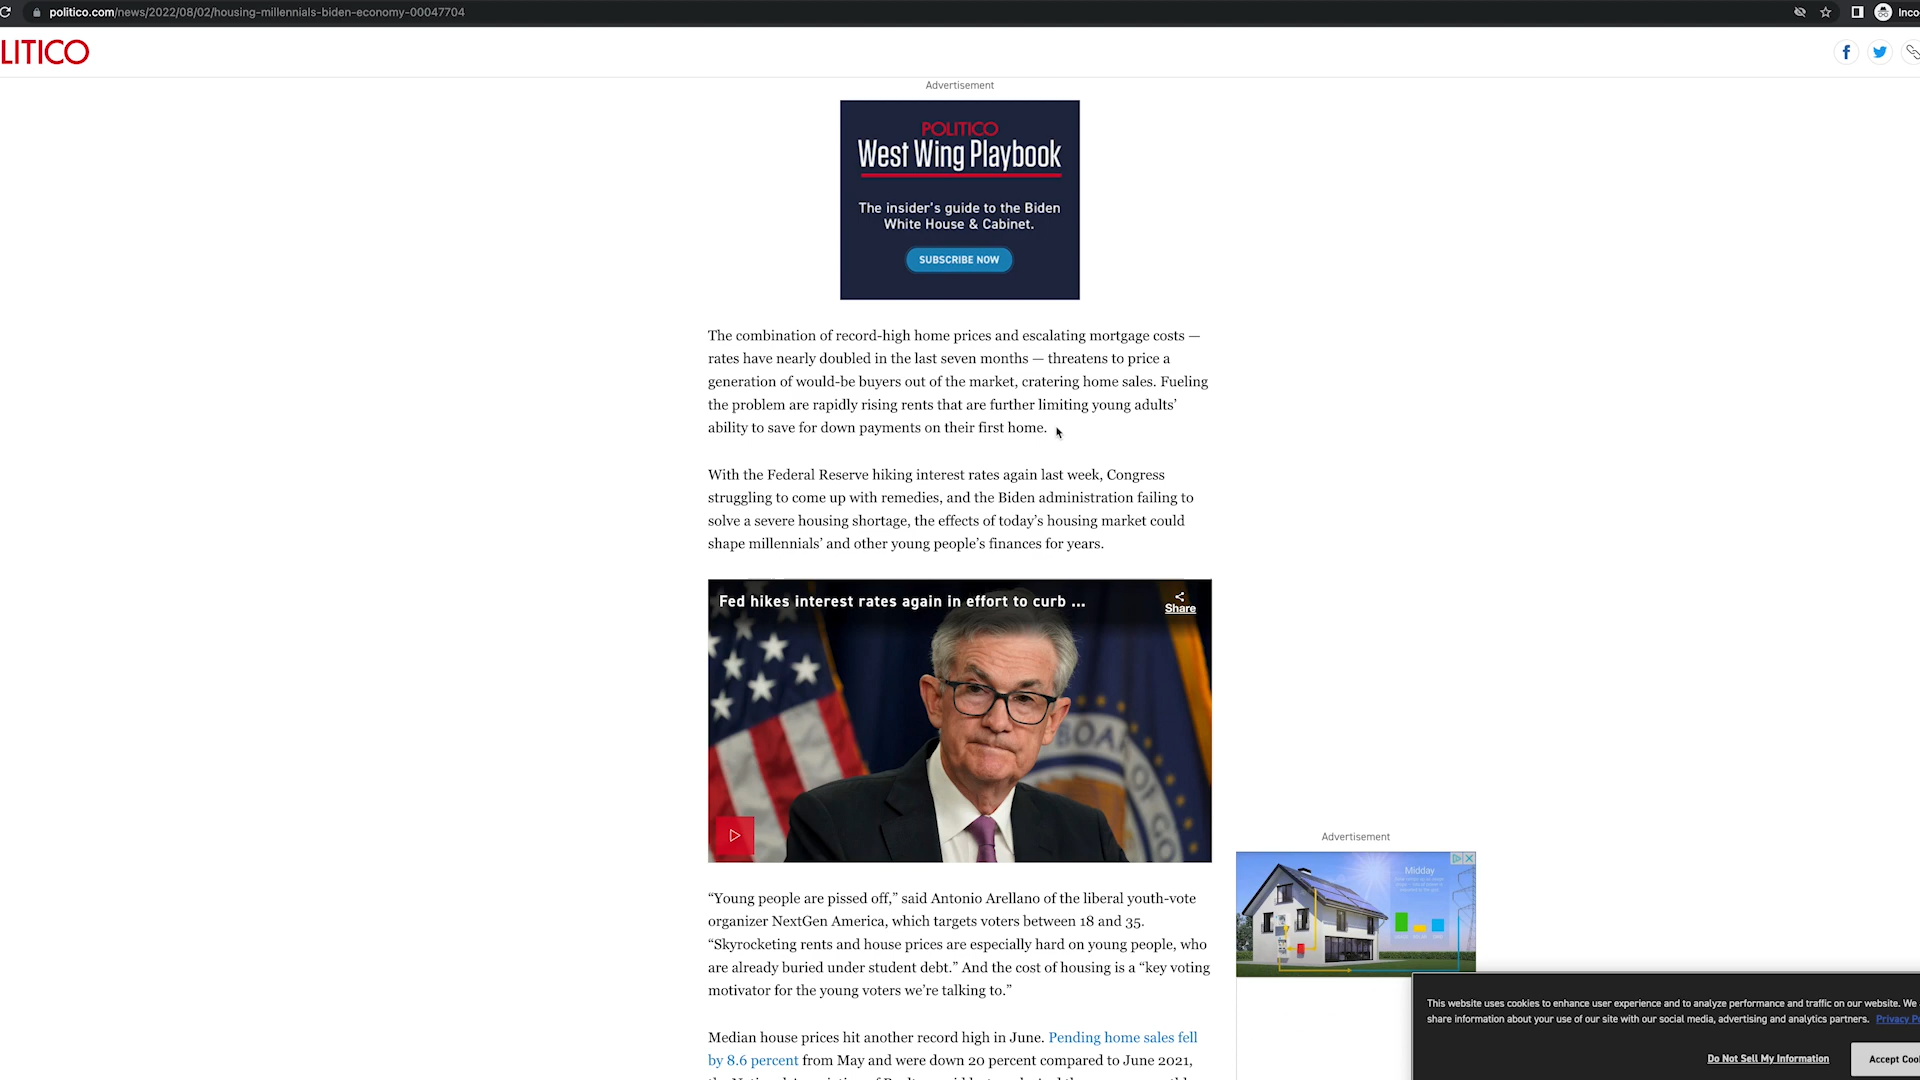 politico.com/news/2022/08/02/housing-millennials-biden-economy-00047704
Inco
LITICO
Advertisement
POLITICO
West Wing Playbook
The insider's guide to the Biden
White House & Cabinet.
SUBSCRIBE NOW
The combination of record-high home prices and escalating mortgage costs —
rates have nearly doubled in the last seven months — threatens to price a
generation of would-be buyers out of the market, cratering home sales. Fueling
the problem are rapidly rising rents that are further limiting young adults'
ability to save for down payments on their first home.
With the Federal Reserve hiking interest rates again last week, Congress
struggling to come up with remedies, and the Biden administration failing to
solve a severe housing shortage, the effects of today's housing market could
shape millennials' and other young people's finances for years.
Fed hikes interest rates again in effort to curb ...
Share
BOA
OF GO
“Young people are pissed off,” said Antonio Arellano of the liberal youth-vote
organizer NextGen America, which targets voters between 18 and 35.
“Skyrocketing rents and house prices are especially hard on young people, who
are already buried under student debt.” And the cost of housing is a “key voting
motivator for the young voters we're talking to.”
Median house prices hit another record high in June. Pending home sales fell
by 8.6 percent from May and were down 20 percent compared to June 2021,
Advertisement
Midday
This website uses cookies to enhance user experience and to analyze performance and traffic on our website. We
share information about your use of our site with our social media, advertising and analytics partners. Privacy P
Do Not Sell My Information
Accept Coo